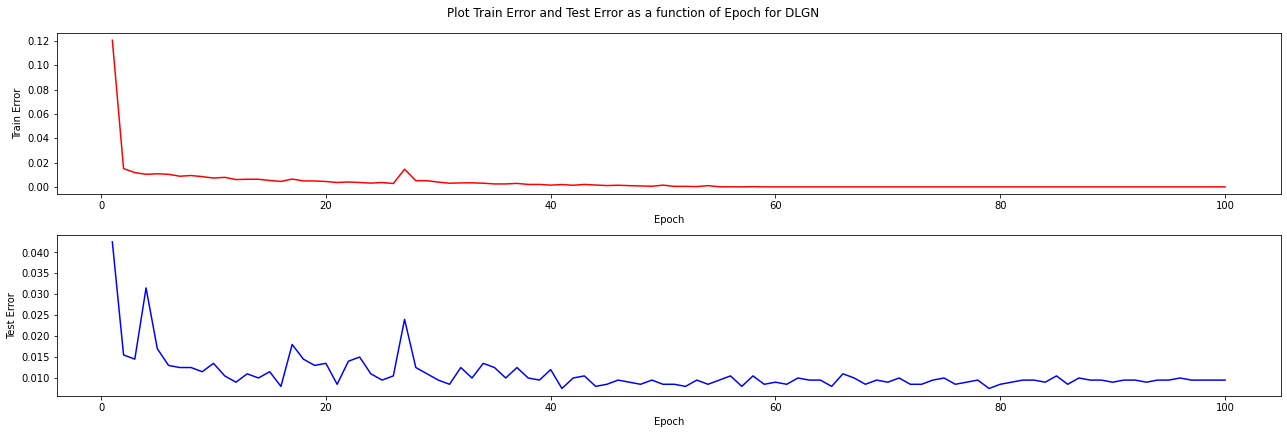 Plot Train Error and Test Error as a function of Epoch for DLGN
0.12
0.10
0.08
0.06
0.04
0.02
0.00
Train Error
0 20 40 60 80 100
Epoch
0.040
0.035
0.030
0.025
0.020
0.015
0.010
Test Error
0 20 40 60 80 100
Epoch